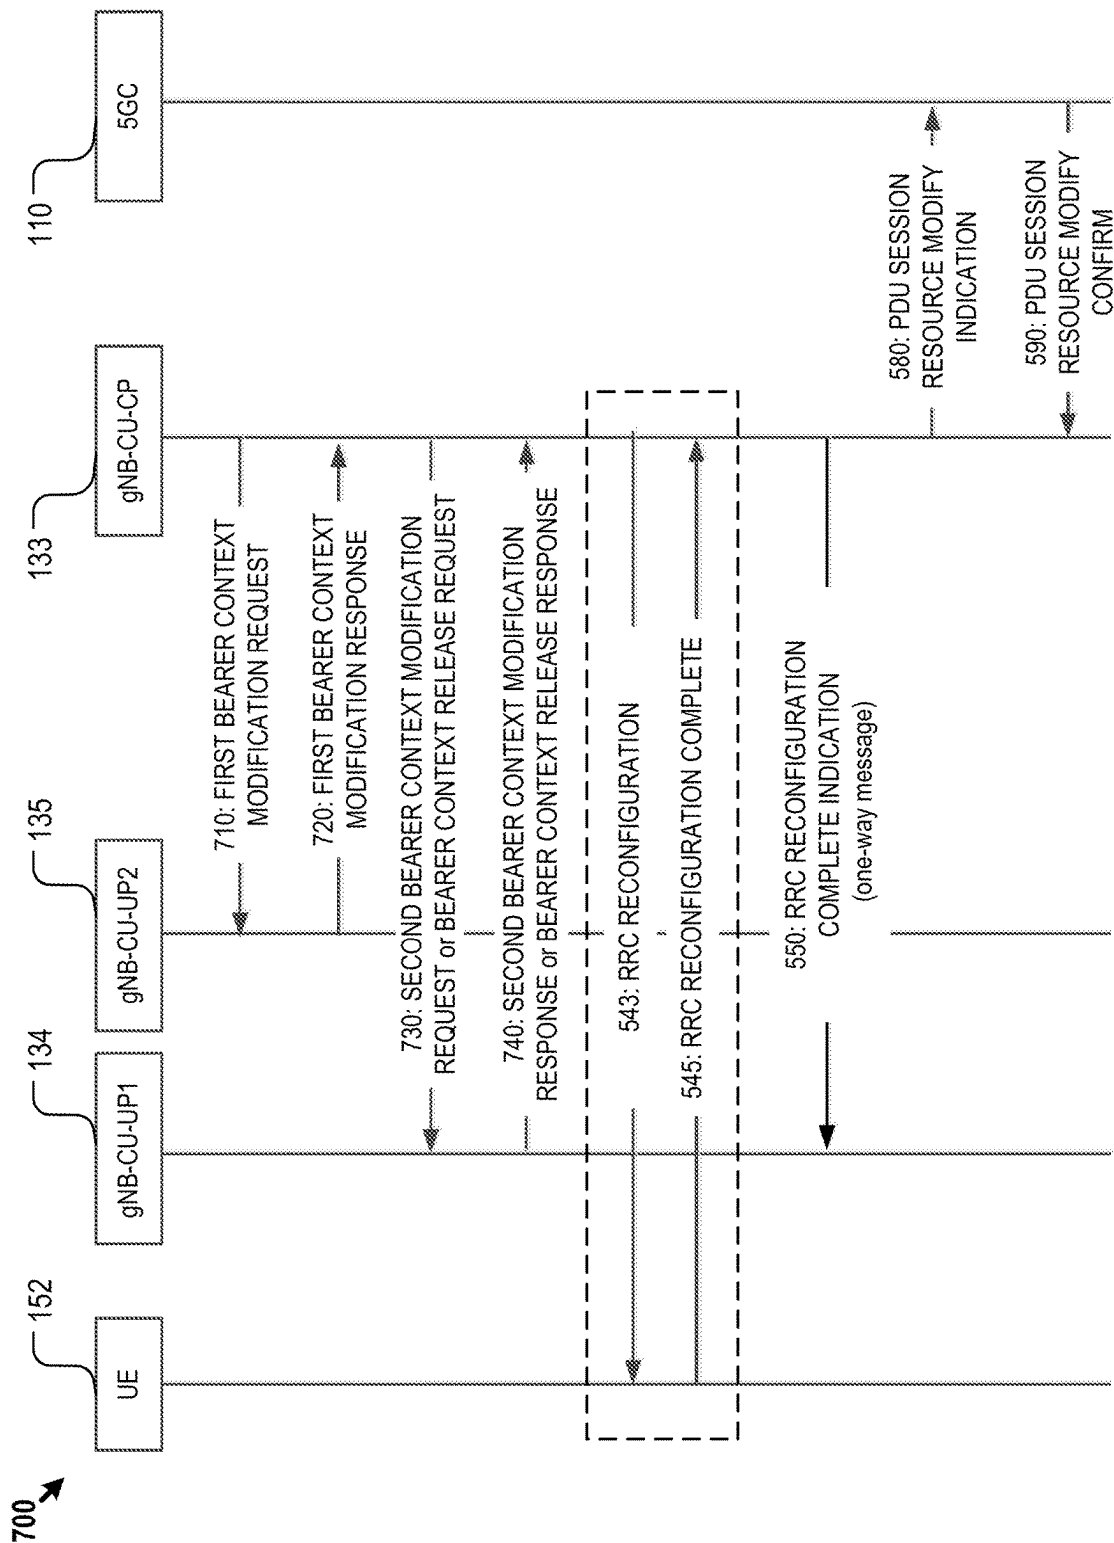 700
152
134
135
133
110
UE
gNB-CU-UP1
gNB-CU-UP2
gNB-CU-CP
5GC
710: FIRST BEARER CONTEXT
MODIFICATION REQUEST
720: FIRST BEARER CONTEXT
MODIFICATION RESPONSE
730: SECOND BEARER CONTEXT MODIFICATION
REQUEST or BEARER CONTEXT RELEASE REQUEST
740: SECOND BEARER CONTEXT MODIFICATION
RESPONSE or BEARER CONTEXT RELEASE RESPONSE
543: RRC RECONFIGURATION
545: RRC RECONFIGURATION COMPLETE
550: RRC RECONFIGURATION
COMPLETE INDICATION
(one-way message)
580: PDU SESSION
RESOURCE MODIFY
INDICATION
590: PDU SESSION
RESOURCE MODIFY
CONFIRM